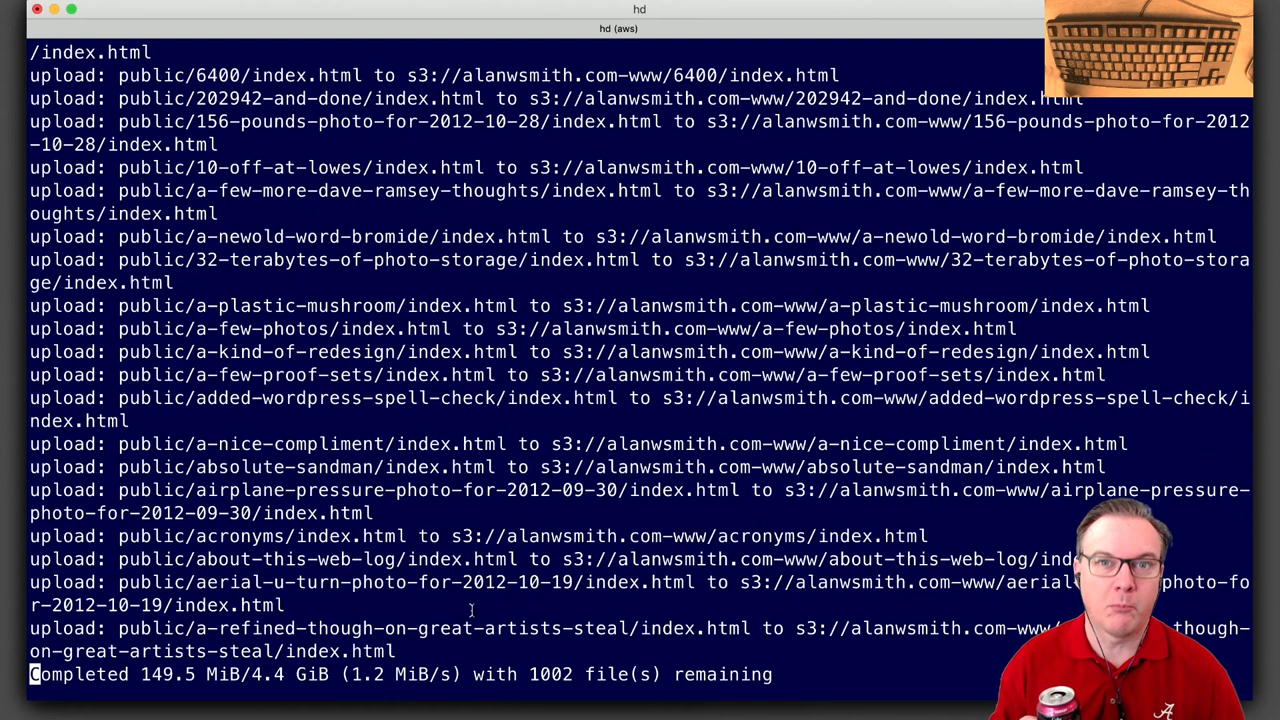 hd
hd (aws)
/index.html
upload: public/6400/index.html to s3://alanwsmith.com-www/6400/index.html
upload: public/202942-and-done/index.html to s3://alanwsmith.com-www/202942-and-done/index.html
upload: public/156-pounds-photo-for-2012-10-28/index.html to s3://alanwsmith.com-www/156-pounds-photo-for-2012
-10-28/index.html
upload: public/10-off-at-lowes/index.html to s3://alanwsmith.com-www/10-off-at-lowes/index.html
upload: public/a-few-more-dave-ramsey-thoughts/index.html to s3://alanwsmith.com-www/a-few-more-dave-ramsey-th
oughts/index.html
upload: public/a-newold-word-bromide/index.html to s3://alanwsmith.com-www/a-newold-word-bromide/index.html
upload: public/32-terabytes-of-photo-storage/index.html to s3://alanwsmith.com-www/32-terabytes-of-photo-stora
ge/index.html
upload: public/a-plastic-mushroom/index.html to s3://alanwsmith.com-www/a-plastic-mushroom/index.html
upload: public/a-few-photos/index.html to s3://alanwsmith.com-www/a-few-photos/index.html
upload: public/a-kind-of-redesign/index.html to s3://alanwsmith.com-www/a-kind-of-redesign/index.html
upload: public/a-few-proof-sets/index.html to s3://alanwsmith.com-www/a-few-proof-sets/index.html
upload: public/added-wordpress-spell-check/index.html to s3://alanwsmith.com-www/added-wordpress-spell-check/i
ndex.html
upload: public/a-nice-compliment/index.html to s3://alanwsmith.com-www/a-nice-compliment/index.html
upload: public/absolute-sandman/index.html to s3://alanwsmith.com-www/absolute-sandman/index.html
upload: public/airplane-pressure-photo-for-2012-09-30/index.html to s3://alanwsmith.com-www/airplane-pressure-
photo-for-2012-09-30/index.html
upload: public/acronyms/index.html to s3://alanwsmith.com-www/acronyms/index.html
upload: public/about-this-web-log/index.html to s3://alanwsmith.com-www/about-this-web-log/inde
upload: public/aerial-u-turn-photo-for-2012-10-19/index.html to s3://alanwsmith.com-www/aerial photo-fo
r-2012-10-19/index.html
upload: public/a-refined-though-on-great-artists-steal/index.html to s3://alanwsmith.com-www/a though-
on-great-artists-steal/index.html
Completed 149.5 MiB/4.4 GiB (1.2 MiB/s) with 1002 file(s) remaining
A